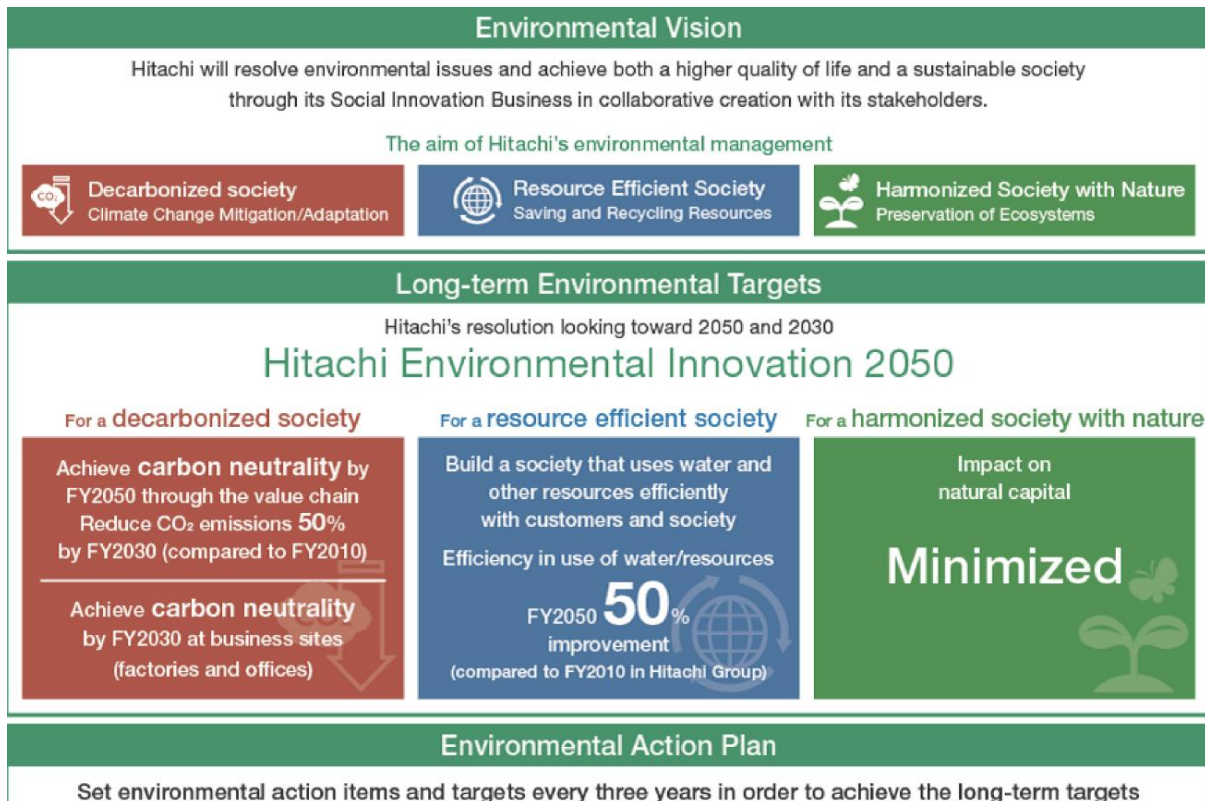 Environmental Vision
Hitachi will resolve environmental issues and achieve both a higher quality of life and a sustainable society
through its Social Innovation Business in collaborative creation with its stakeholders.
The aim of Hitachi's environmental management
CO₂
Decarbonized society
Climate Change Mitigation/Adaptation
Resource Efficient Society
Saving and Recycling Resources
Harmonized Society with Nature
Preservation of Ecosystems
Long-term Environmental Targets
Hitachi's resolution looking toward 2050 and 2030
Hitachi Environmental Innovation 2050
For a decarbonized society
Achieve carbon neutrality by
FY2050 through the value chain
Reduce CO₂ emissions 50%
by FY2030 (compared to FY2010)
Achieve carbon neutrality
by FY2030 at business sites
(factories and offices)
CO₂
For a resource efficient society
Build a society that uses water and
other resources efficiently
with customers and society
Efficiency in use of water/resources
FY2050 50%
improvement
(compared to FY2010 in Hitachi Group)
For a harmonized society with nature
Impact on
natural capital
Minimized
Environmental Action Plan
Set environmental action items and targets every three years in order to achieve the long-term targets